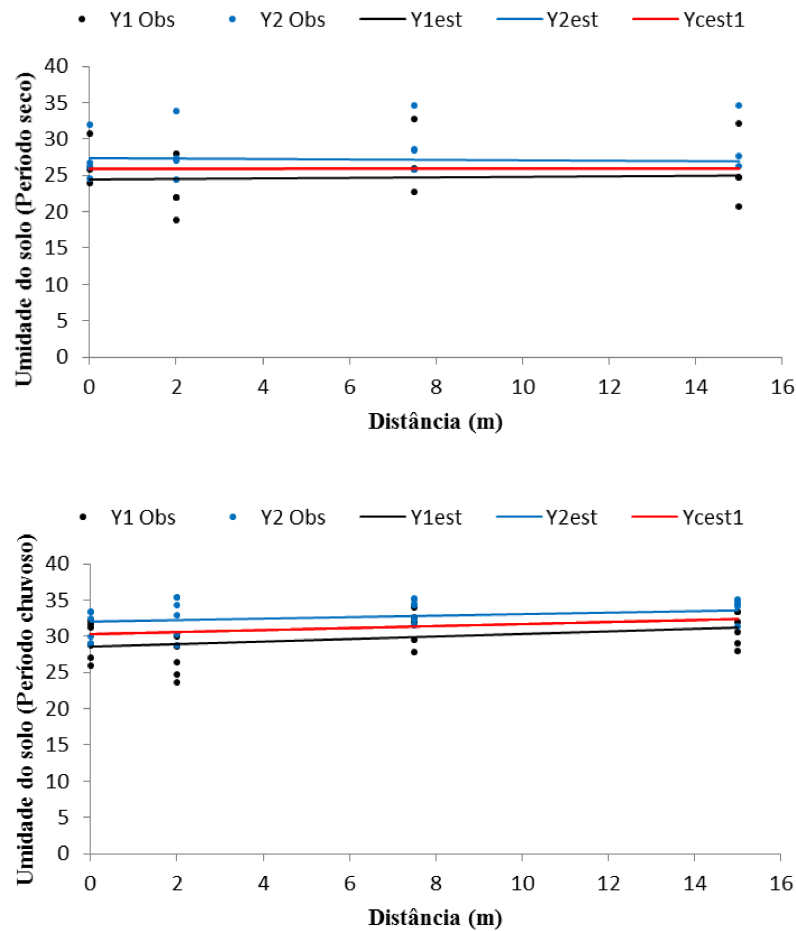 Y1 Obs Y2 Obs Y1est Y2est Ycest1
Umidade do solo (Período seco)
40
35
30
25
20
15
10
5
0
0 2 4 6 8 10 12 14 16
Distância (m)
Y1 Obs Y2 Obs Y1est Y2est Ycest1
Umidade do solo (Período chuvoso)
40
35
30
25
20
15
10
5
0
0 2 4 6 8 10 12 14 16
Distância (m)